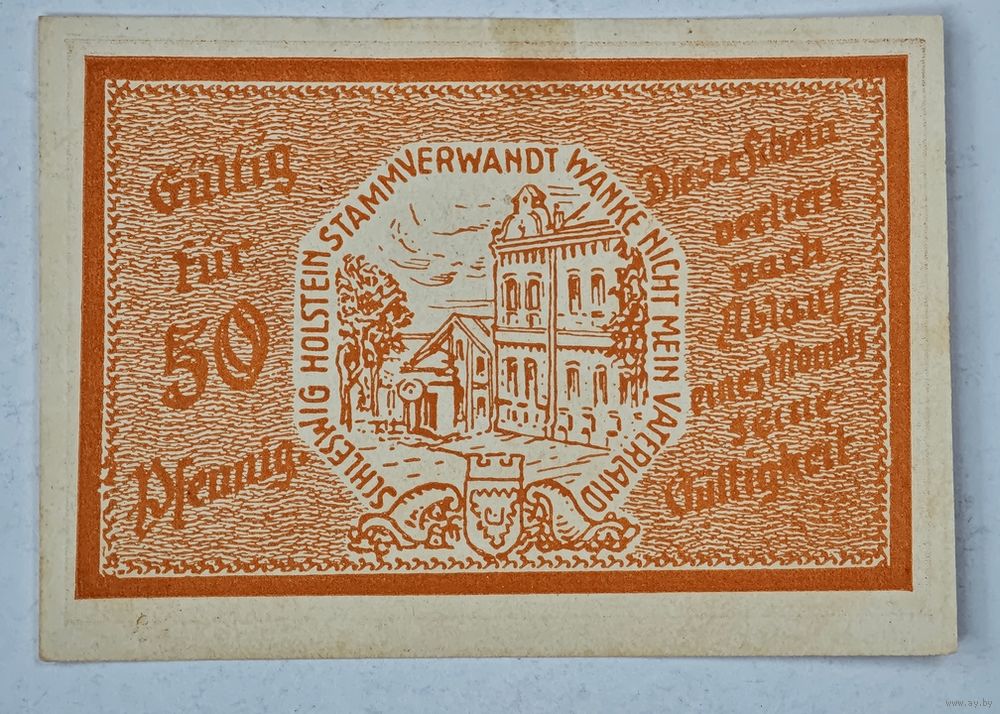 Gültig
für
50
Pfennig.
SCHLESWIG HOLSTEIN STAMMVERWANDT WANKE NICHT MEIN VATERLAND
Dieser Schein
verliert
nach
Ablauf
eines Monats
seine
Gültigkeit
www.ay.by